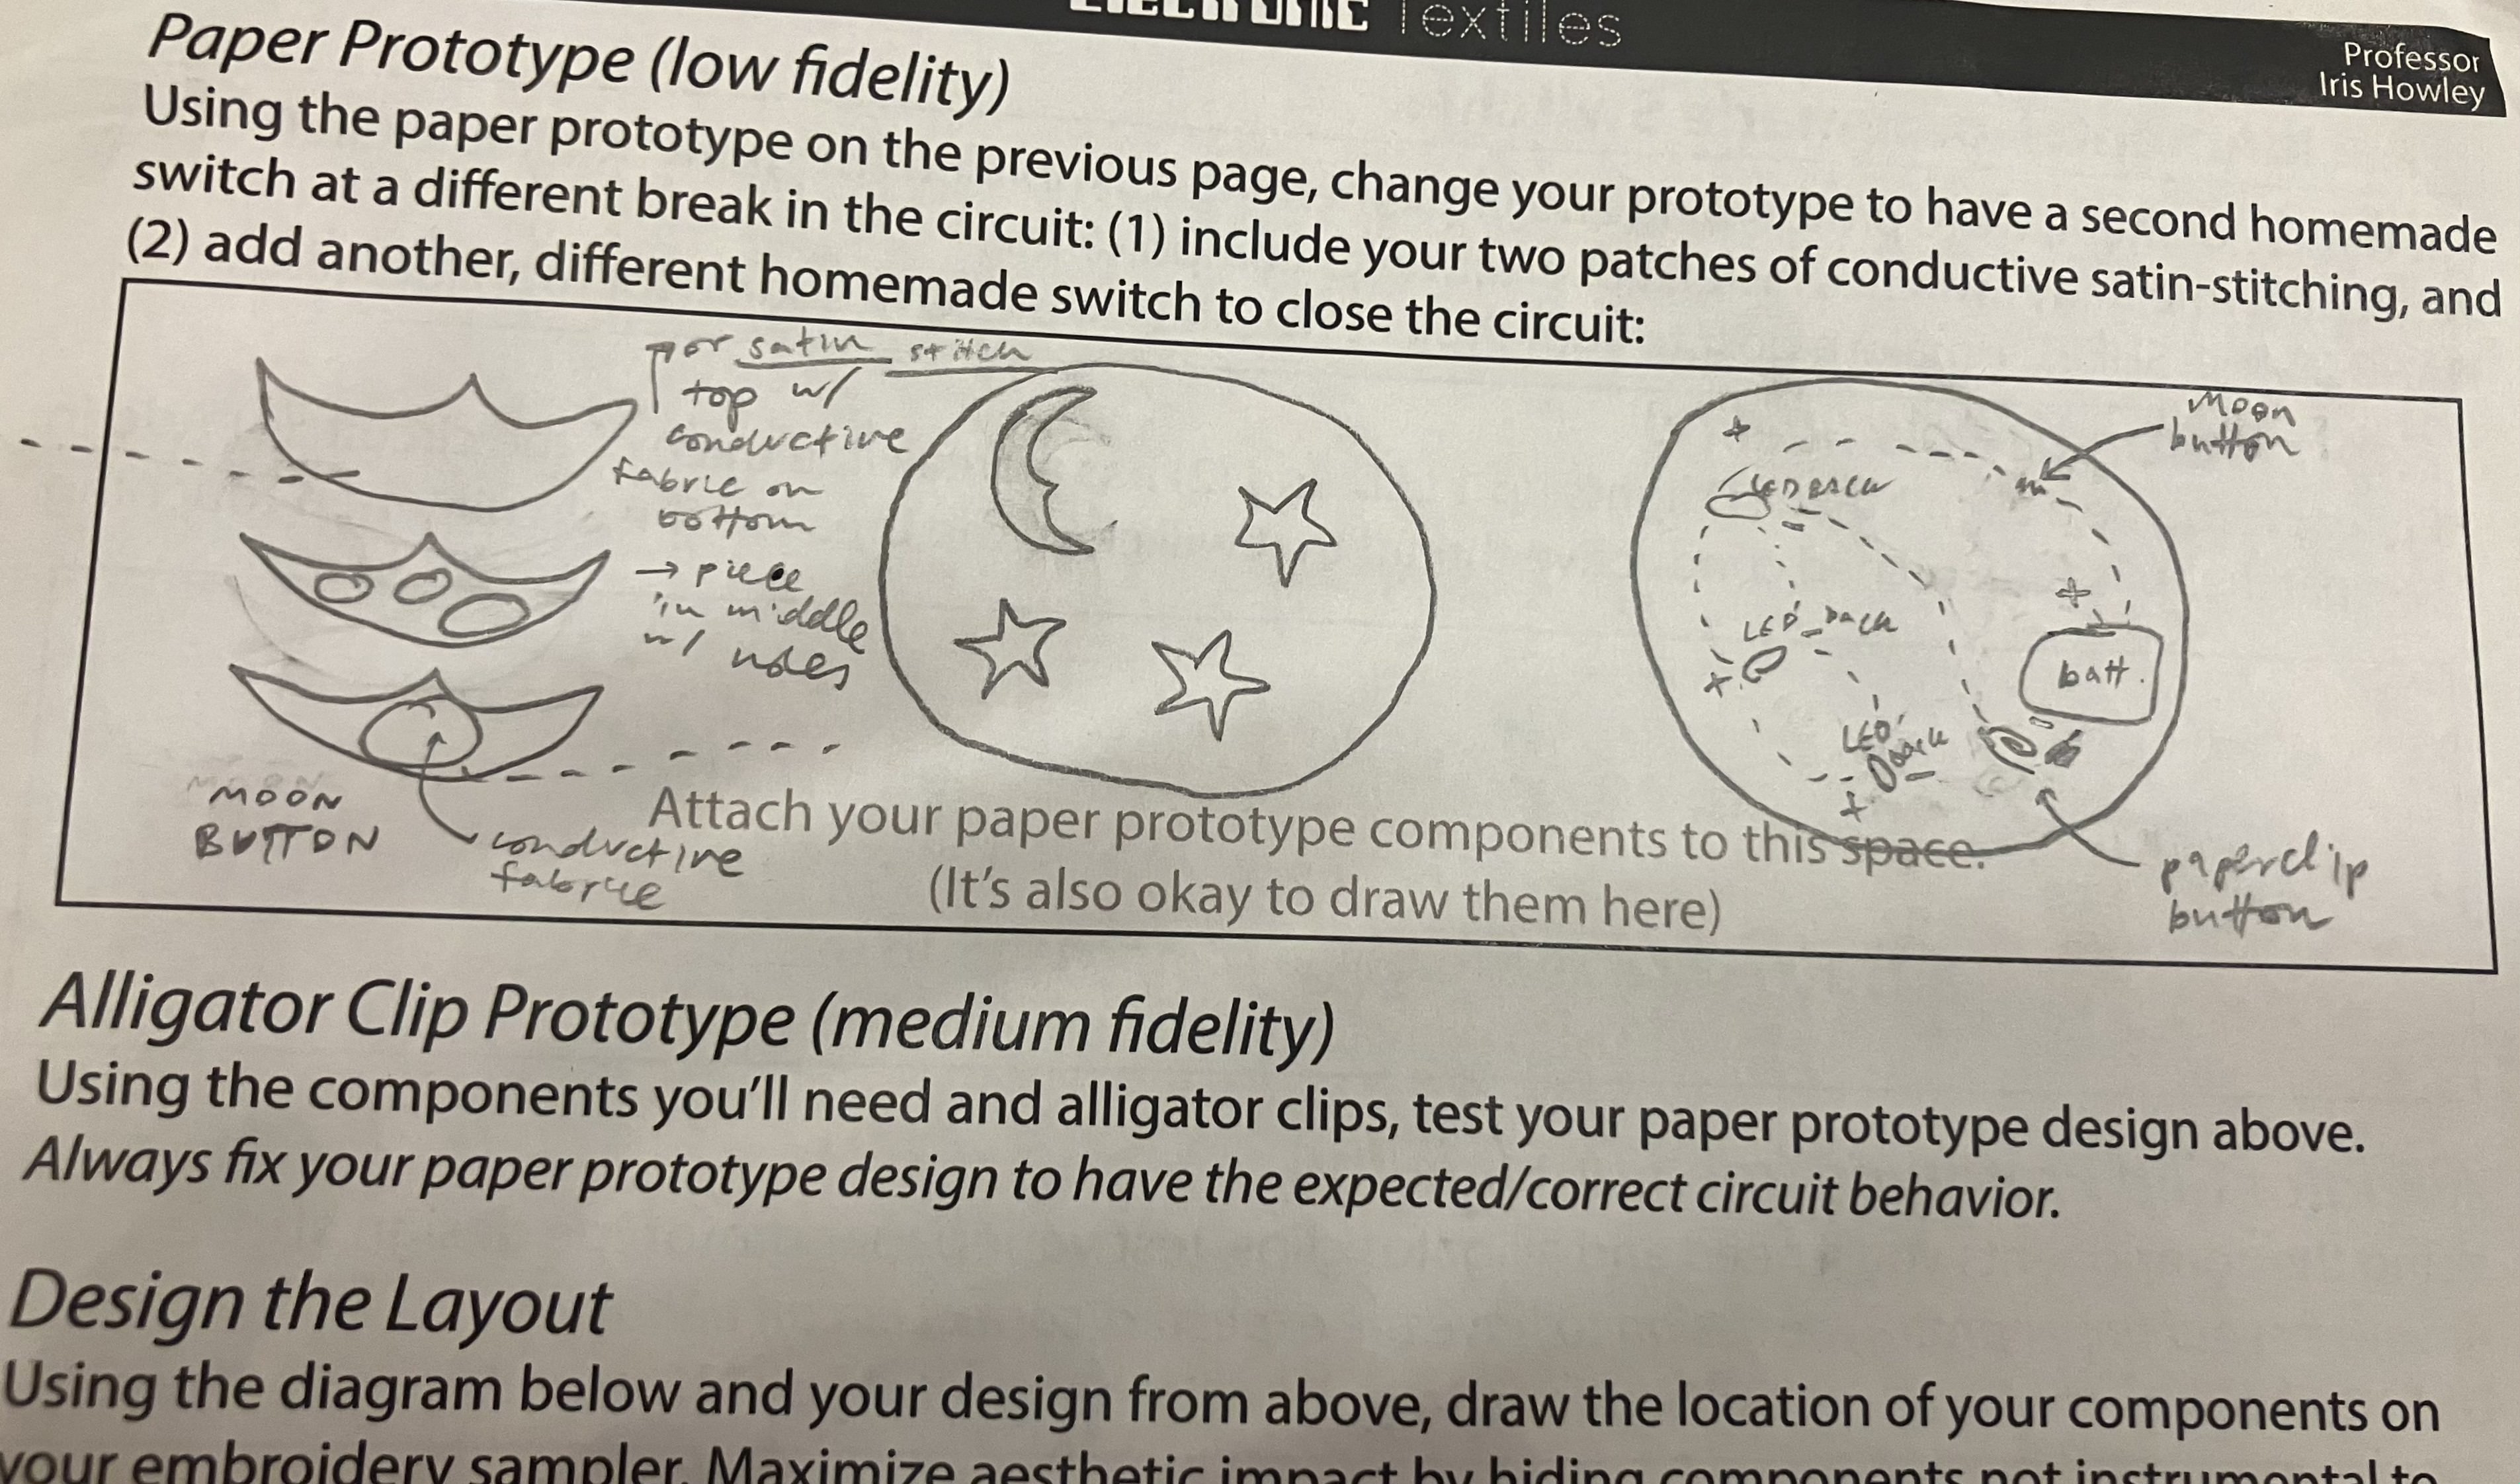 ELECTRONIC Textiles
Professor
Iris Howley
Paper Prototype (low fidelity)
Using the paper prototype on the previous page, change your prototype to have a second homemade
switch at a different break in the circuit: (1) include your two patches of conductive satin-stitching, and
(2) add another, different homemade switch to close the circuit:
or satin stitch
top w/
conductive
fabric on
bottom
→ piece
in middle
w/ holes
MOON
BUTTON
conductive
fabric
Moon
button
+
LED back
-
+
LED back
-
+
LED back
-
+
batt.
-
paperclip
button
Attach your paper prototype components to this space.
(It's also okay to draw them here)
Alligator Clip Prototype (medium fidelity)
Using the components you'll need and alligator clips, test your paper prototype design above.
Always fix your paper prototype design to have the expected/correct circuit behavior.
Design the Layout
Using the diagram below and your design from above, draw the location of your components on
your embroidery sampler. Maximize aesthetic impact by hiding components not instrumental to